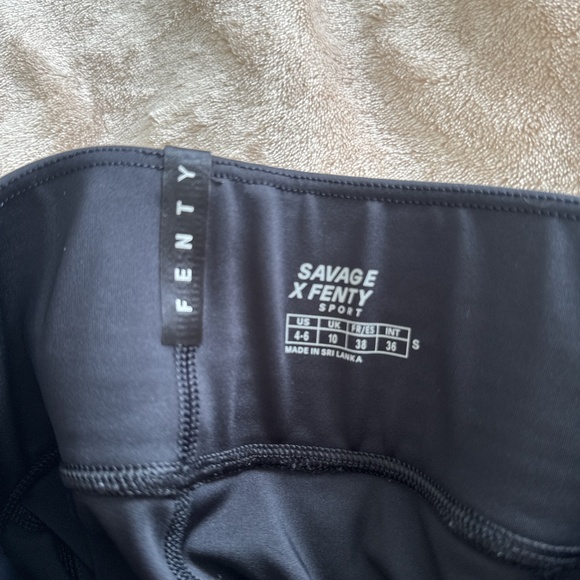 FENTY
SAVAGE
X FENTY
SPORT
US UK FR/ES INT
4-6 10 38 36 S
MADE IN SRI LANKA